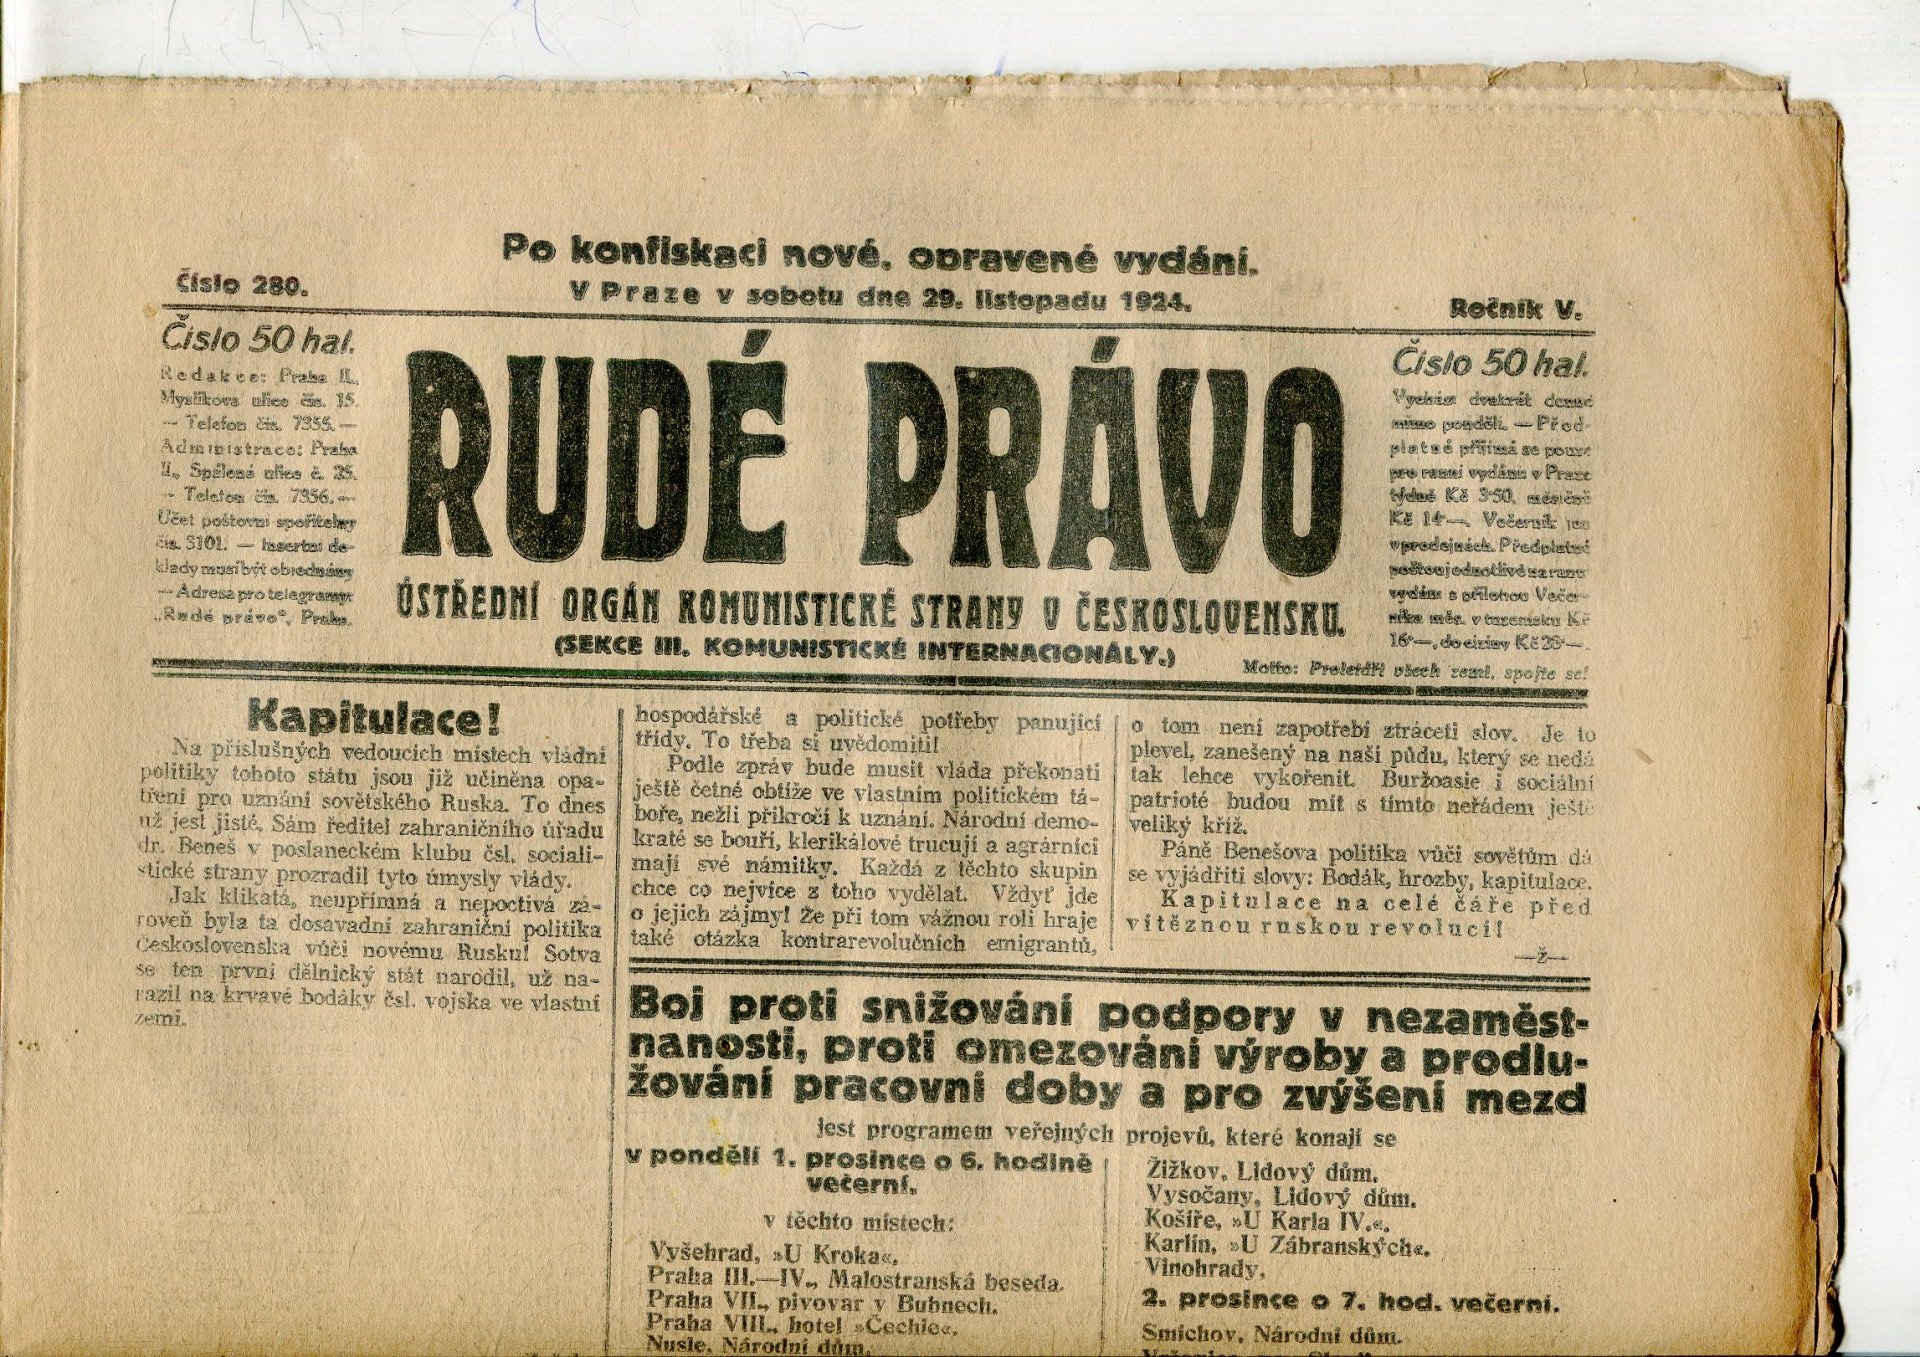 Po konfiskaci nové, opravené vydání.
Číslo 280.
V Praze v sobotu dne 29. listopadu 1924.
Ročník V.
Číslo 50 hal.
Redakce: Praha II.,
Myslíkova ulice čís. 15.
— Telefon čís. 7355. —
Administrace: Praha
II., Spálená ulice č. 25.
— Telefon čís. 7356. —
Účet poštovní spořitelny
čís. 3101. — Insertní do-
klady musí být objednány
— Adresa pro telegramy:
„Rudé právo“, Praha.
RUDÉ PRÁVO
ÚSTŘEDNÍ ORGÁN KOMUNISTICKÉ STRANY V ČESKOSLOVENSKU.
(SEKCE III. KOMUNISTICKÉ INTERNACIONÁLY.)
Číslo 50 hal.
Vychází dvakrát denně
mimo pondělí. — Před-
platné přijímá se pouze
pro ranní vydání: v Praze
týdně Kč 3·50, měsíčně
Kč 14·—. Večerník jen
v prodejnách. Předplatné
poštou jednotlivě na ranní
vydání s přílohou Večer-
níka měs. v tuzemsku Kč
16·—, do ciziny Kč 28·—.
Motto: Proletáři všech zemí, spojte se!
Kapitulace!
Na příslušných vedoucích místech vládní
politiky tohoto státu jsou již učiněna opa-
tření pro uznání sovětského Ruska. To dnes
už jest jisté. Sám ředitel zahraničního úřadu
dr. Beneš v poslaneckém klubu čsl. sociali-
stické strany prozradil tyto úmysly vlády.
Jak klikatá, neupřímná a nepoctivá zá-
roveň byla ta dosavadní zahraniční politika
Československa vůči novému Rusku! Sotva
se ten první dělnický stát narodil, už na-
razil na krvavé bodáky čsl. vojska ve vlastní
zemi.
hospodářské a politické potřeby panující
třídy. To třeba si uvědomiti!
Podle zpráv bude musit vláda překonati
ještě četné obtíže ve vlastním politickém tá-
boře, nežli přikročí k uznání. Národní demo-
kraté se bouří, klerikálové trucují a agrárníci
mají své námitky. Každá z těchto skupin
chce co nejvíce z toho vydělat. Vždyť jde
o jejich zájmy! Že při tom vážnou roli hraje
také otázka kontrarevolučních emigrantů,
o tom není zapotřebí ztráceti slov. Je to
plevel, zanešený na naši půdu, který se nedá
tak lehce vykořenit. Buržoasie i sociální
patrioté budou mít s tímto neřádem ještě
veliký kříž.
Páně Benešova politika vůči sovětům dá
se vyjádřiti slovy: Bodák, hrozby, kapitulace.
Kapitulace na celé čáře před
vítěznou ruskou revolucí!
—ž—
Boj proti snižování podpory v nezaměst-
nanosti, proti omezování výroby a prodlu-
žování pracovní doby a pro zvýšení mezd
jest programem veřejných projevů, které konají se
v pondělí 1. prosince o 6. hodině
večerní.
v těchto místech:
Vyšehrad, »U Kroka«.
Praha III.—IV., Malostranská beseda.
Praha VII., pivovar v Bubnech.
Praha VIII., hotel »Čechie«.
Nusle, Národní dům.
Žižkov, Lidový dům.
Vysočany, Lidový dům.
Košíře, »U Karla IV.«.
Karlín, »U Zábranských«.
Vinohrady,
2. prosince o 7. hod. večerní.
Smíchov, Národní dům.